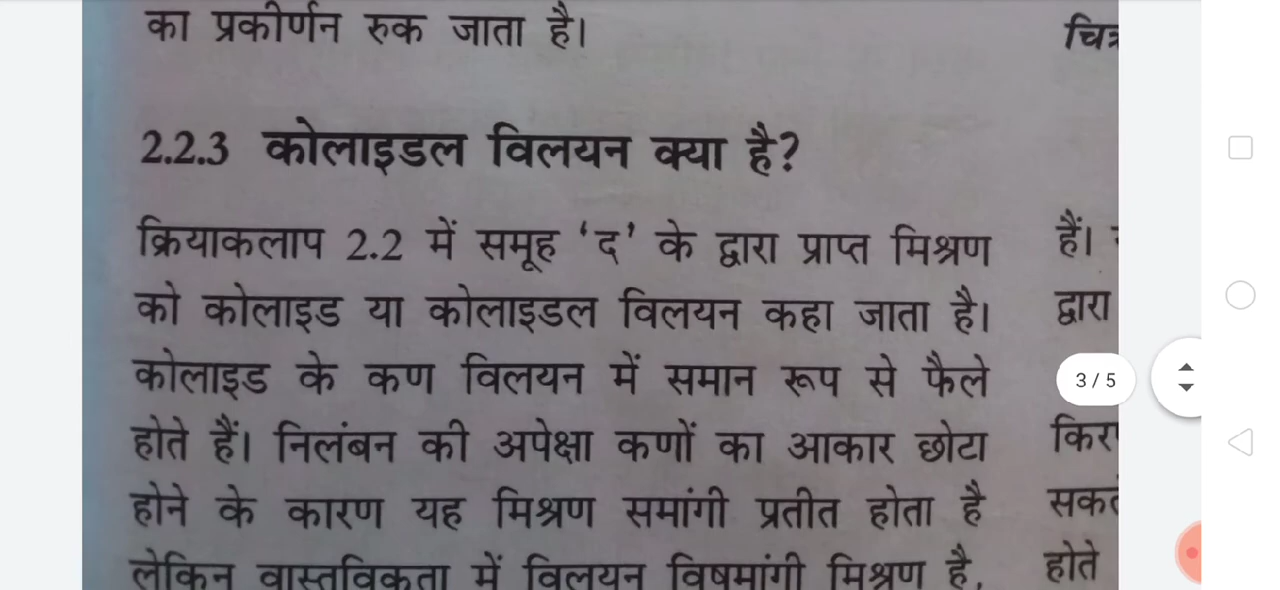 का प्रकीर्णन रुक जाता है।
2.2.3 कोलाइडल विलयन क्या है?
क्रियाकलाप 2.2 में समूह ‘द’ के द्वारा प्राप्त मिश्रण
को कोलाइड या कोलाइडल विलयन कहा जाता है।
कोलाइड के कण विलयन में समान रूप से फैले
होते हैं। निलंबन की अपेक्षा कणों का आकार छोटा
होने के कारण यह मिश्रण समांगी प्रतीत होता है
लेकिन वास्तविकता में विलयन विषमांगी मिश्रण है,
हैं।
द्वारा
3 / 5
होते